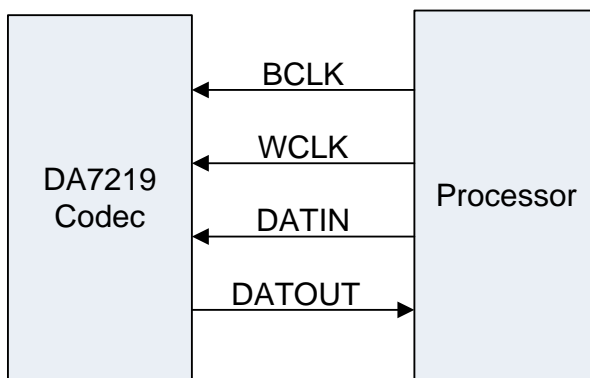 BCLK
WCLK
DA7219
Codec
Processor
DATIN
DATOUT